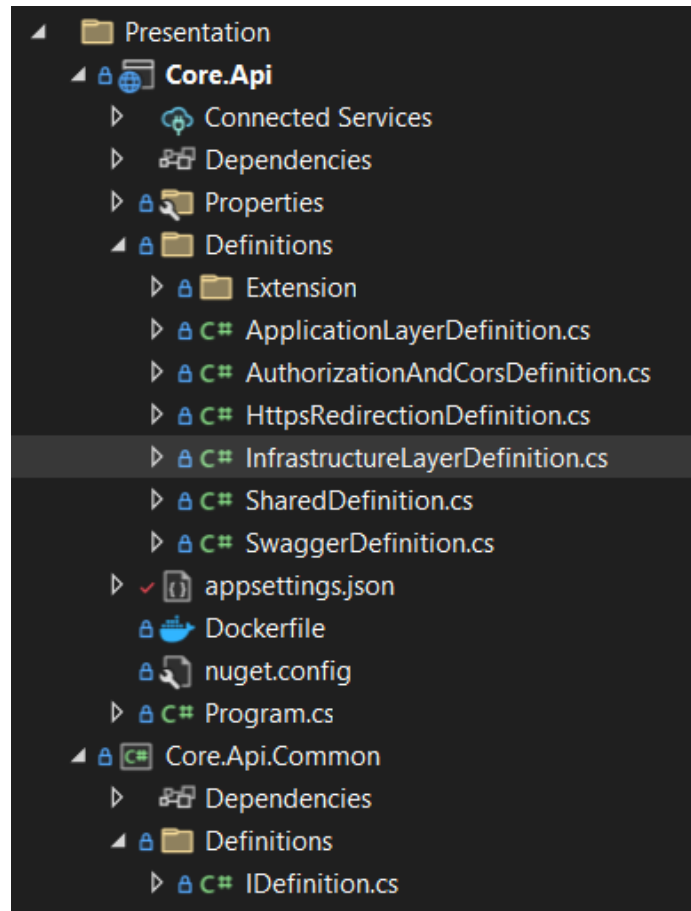 Presentation
Core.Api
Connected Services
Dependencies
Properties
Definitions
Extension
C# ApplicationLayerDefinition.cs
C# AuthorizationAndCorsDefinition.cs
C# HttpsRedirectionDefinition.cs
C# InfrastructureLayerDefinition.cs
C# SharedDefinition.cs
C# SwaggerDefinition.cs
appsettings.json
Dockerfile
nuget.config
C# Program.cs
C# Core.Api.Common
Dependencies
Definitions
C# IDefinition.cs